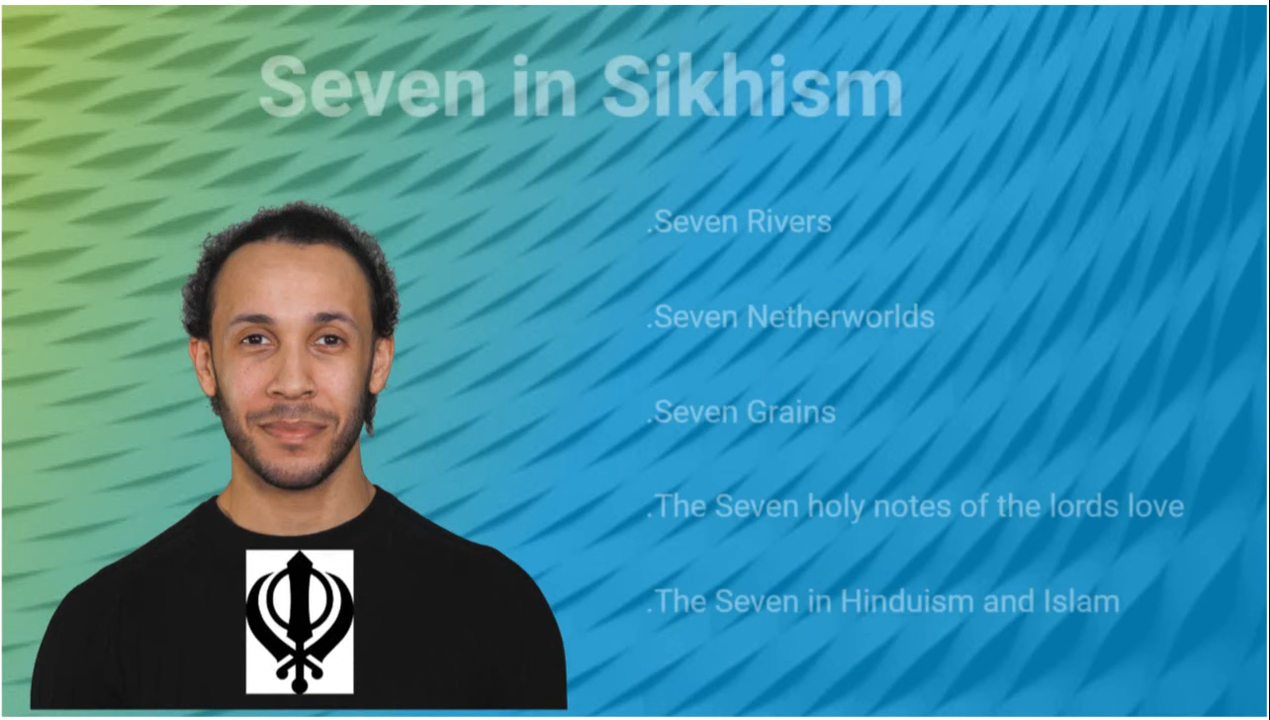 Seven in Sikhism
.Seven Rivers
.Seven Netherworlds
.Seven Grains
.The Seven holy notes of the lords love
.The Seven in Hinduism and Islam